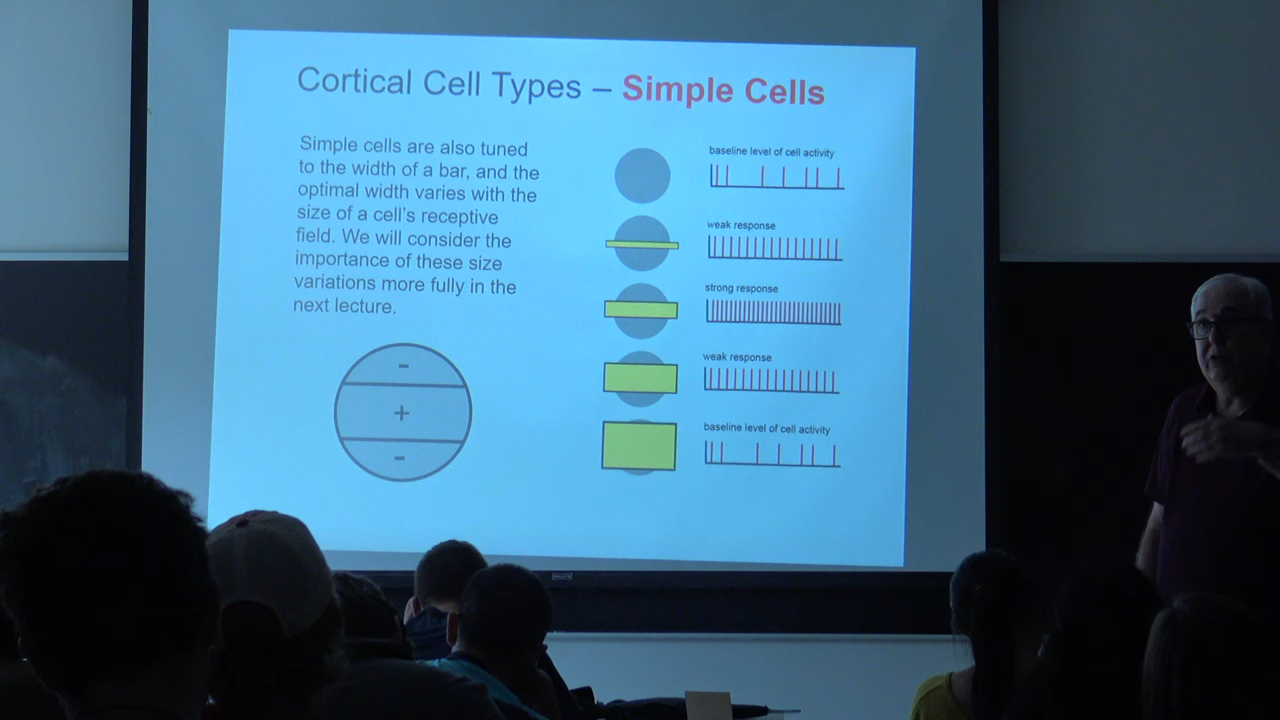 Cortical Cell Types – Simple Cells
Simple cells are also tuned
to the width of a bar, and the
optimal width varies with the
size of a cell's receptive
field. We will consider the
importance of these size
variations more fully in the
next lecture.
-
+
-
baseline level of cell activity
weak response
strong response
weak response
baseline level of cell activity